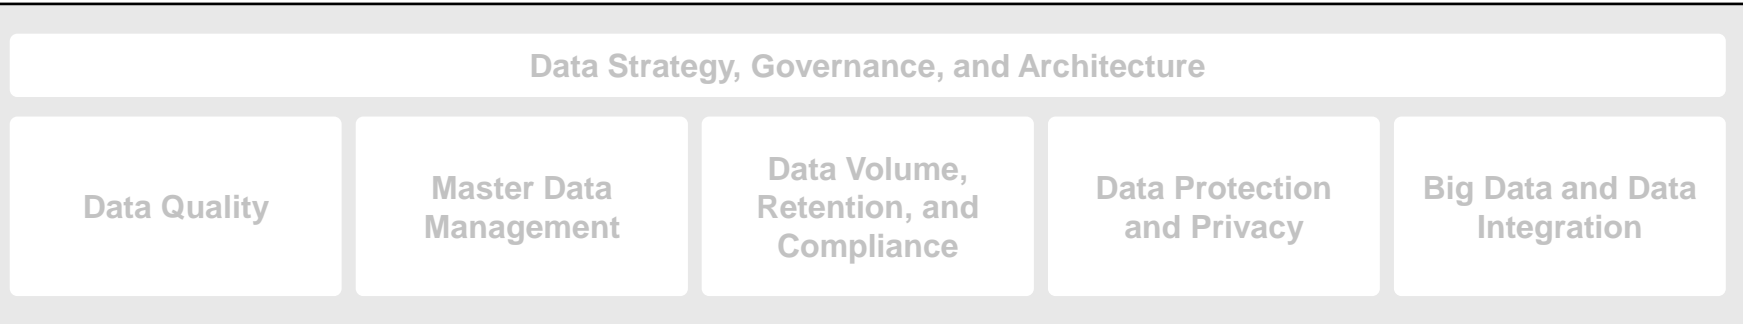 Data Strategy, Governance, and Architecture
Data Quality
Master Data
Management
Data Volume,
Retention, and
Compliance
Data Protection
and Privacy
Big Data and Data
Integration